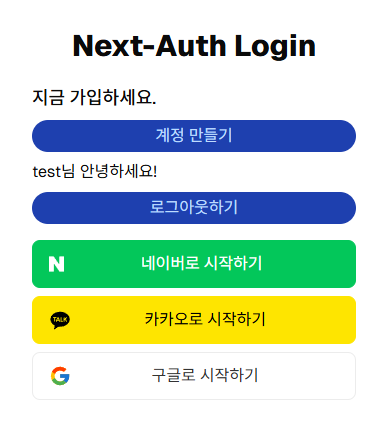 Next-Auth Login
지금 가입하세요.
계정 만들기
test님 안녕하세요!
로그아웃하기
N 네이버로 시작하기
TALK 카카오로 시작하기
G 구글로 시작하기